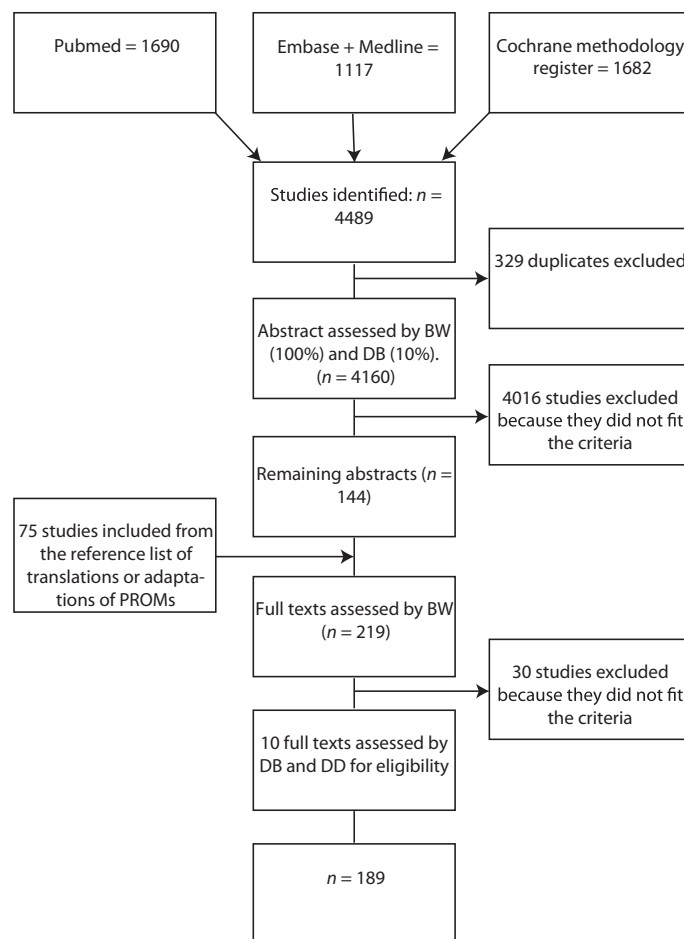 Pubmed = 1690
Embase + Medline =
1117
Cochrane methodology
register = 1682
Studies identified: n =
4489
329 duplicates excluded
Abstract assessed by BW
(100%) and DB (10%).
(n = 4160)
4016 studies excluded
because they did not fit
the criteria
Remaining abstracts (n =
144)
75 studies included from
the reference list of
translations or adapta-
tions of PROMs
Full texts assessed by BW
(n = 219)
30 studies excluded
because they did not fit
the criteria
10 full texts assessed by
DB and DD for eligibility
n = 189